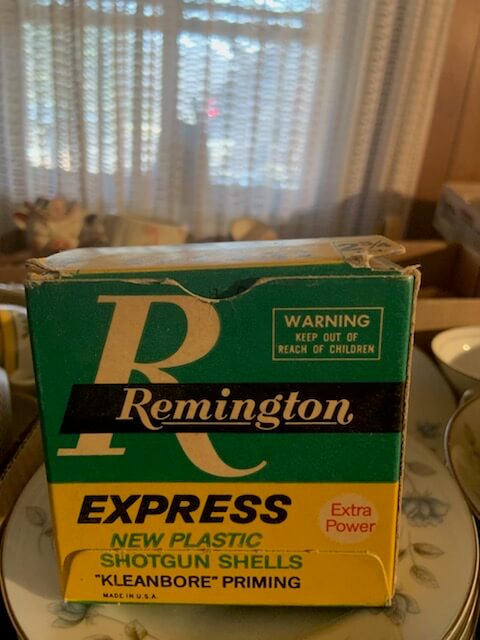 R
WARNING
KEEP OUT OF
REACH OF CHILDREN
Remington
EXPRESS
Extra
Power
NEW PLASTIC
SHOTGUN SHELLS
"KLEANBORE" PRIMING
MADE IN U.S.A.